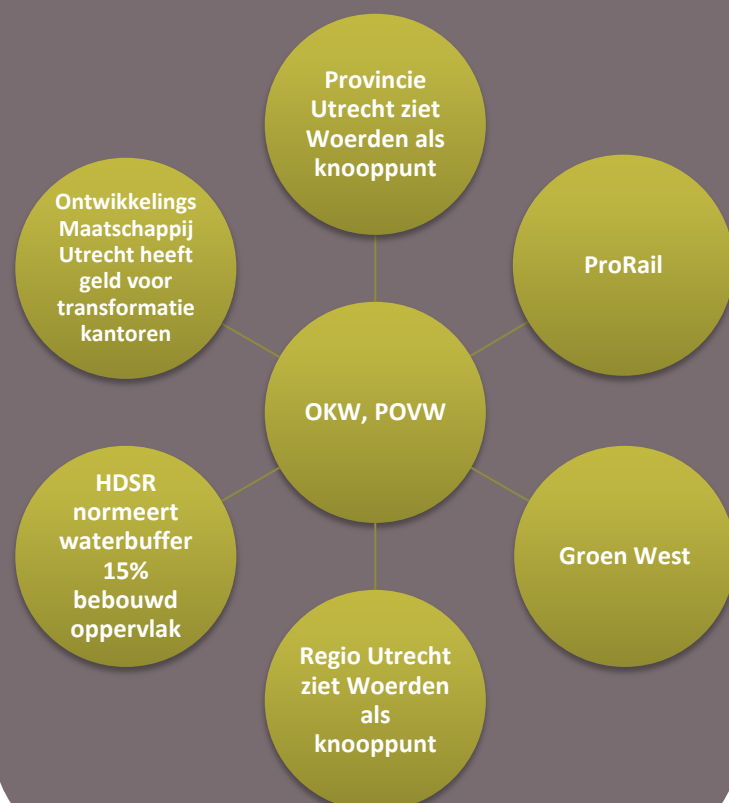 Provincie
Utrecht ziet
Woerden als
knooppunt
ProRail
Groen West
Regio Utrecht
ziet Woerden
als
knooppunt
HDSR
normeert
waterbuffer
15%
bebouwd
oppervlak
Ontwikkelings
Maatschappij
Utrecht heeft
geld voor
transformatie
kantoren
OKW, POVW